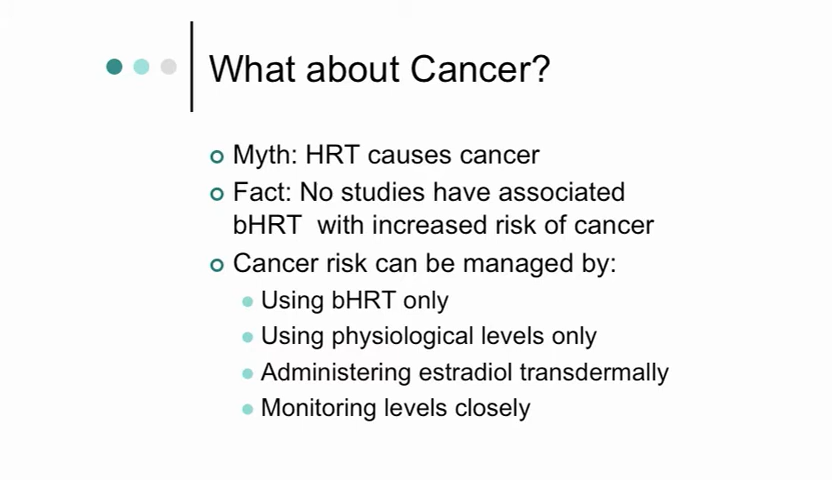 What about Cancer?
Myth: HRT causes cancer
Fact: No studies have associated
bHRT with increased risk of cancer
Cancer risk can be managed by:
Using bHRT only
Using physiological levels only
Administering estradiol transdermally
Monitoring levels closely